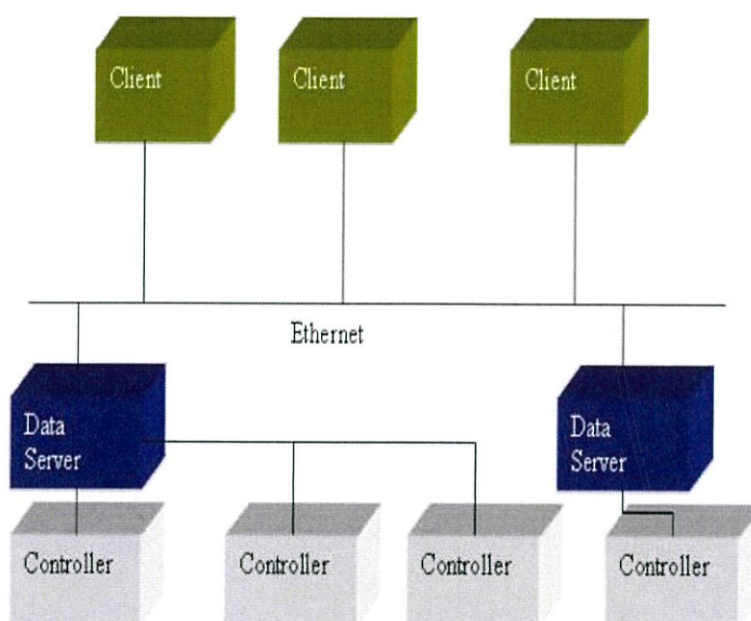 Client
Client
Client
Ethernet
Data
Server
Data
Server
Controller
Controller
Controller
Controller